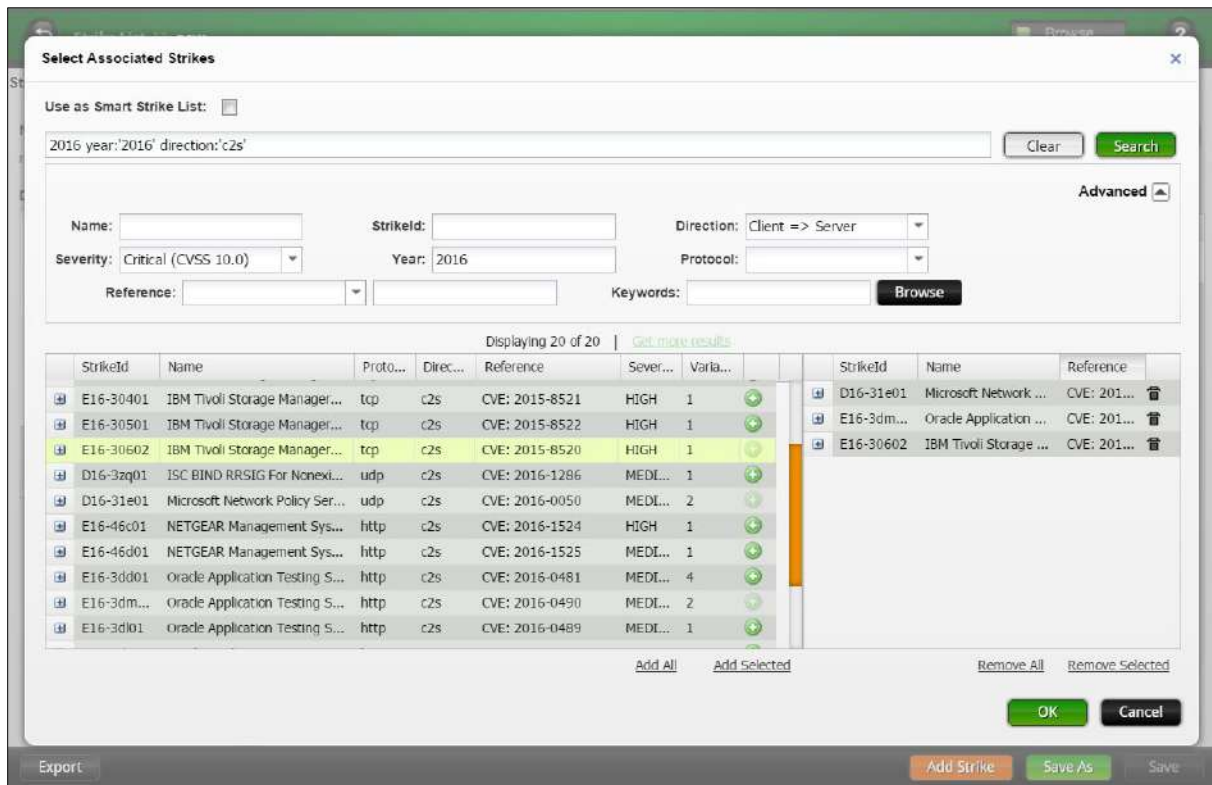 Browse ?
Select Associated Strikes ×
St
Use as Smart Strike List:
2016 year:'2016' direction:'c2s' Clear Search
Advanced
Name: StrikeId: Direction: Client => Server
Severity: Critical (CVSS 10.0) Year: 2016 Protocol:
Reference: Keywords: Browse
Displaying 20 of 20 | Get more results
StrikeId Name Proto... Direc... Reference Sever... Varia... StrikeId Name Reference
E16-30401 IBM Tivoli Storage Manager... tcp c2s CVE: 2015-8521 HIGH 1 D16-31e01 Microsoft Network ... CVE: 201...
E16-30501 IBM Tivoli Storage Manager... tcp c2s CVE: 2015-8522 HIGH 1 E16-3dm... Oracle Application ... CVE: 201...
E16-30602 IBM Tivoli Storage Manager... tcp c2s CVE: 2015-8520 HIGH 1 E16-30602 IBM Tivoli Storage ... CVE: 201...
D16-3zq01 ISC BIND RRSIG For Nonexi... udp c2s CVE: 2016-1286 MEDI... 1
D16-31e01 Microsoft Network Policy Ser... udp c2s CVE: 2016-0050 MEDI... 2
E16-46c01 NETGEAR Management Sys... http c2s CVE: 2016-1524 HIGH 1
E16-46d01 NETGEAR Management Sys... http c2s CVE: 2016-1525 MEDI... 1
E16-3dd01 Oracle Application Testing S... http c2s CVE: 2016-0481 MEDI... 4
E16-3dm... Oracle Application Testing S... http c2s CVE: 2016-0490 MEDI... 2
E16-3dl01 Oracle Application Testing S... http c2s CVE: 2016-0489 MEDI... 1
Add All Add Selected Remove All Remove Selected
OK Cancel
Export Add Strike Save As Save